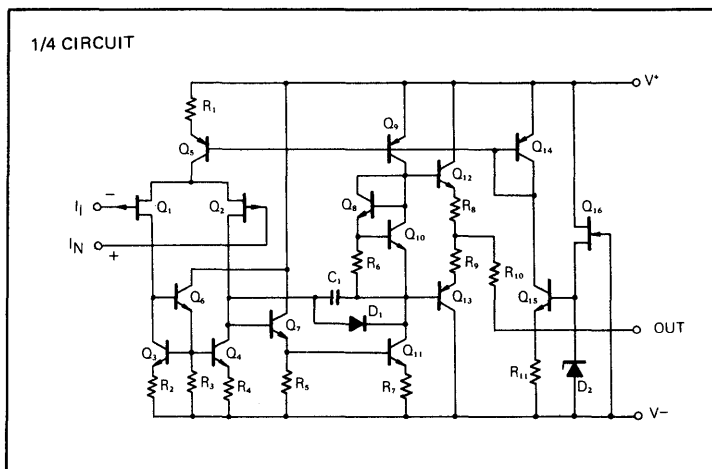 1/4 CIRCUIT
V+
R1
Q5
Q9
Q14
Q12
Q8
R8
Q16
II
−
Q1
Q2
Q10
IN
+
R9
R6
R10
C1
Q6
Q13
Q15
D1
OUT
Q7
Q3
Q4
Q11
R11
D2
R2
R3
R4
R5
R7
V−